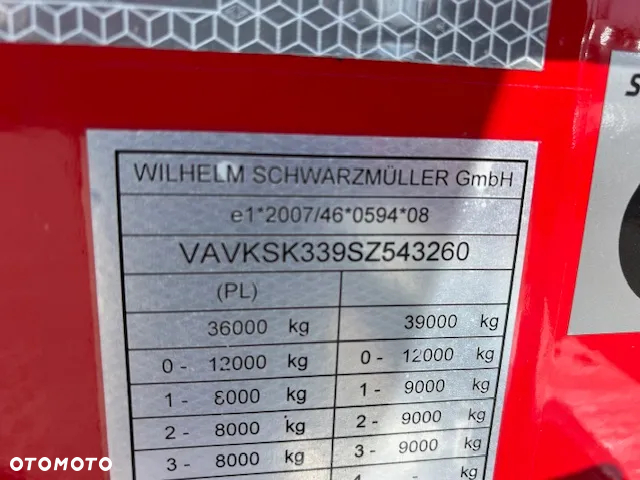 S
WILHELM SCHWARZMÜLLER GmbH
e1*2007/46*0594*08
VAVKSK339SZ543260
(PL)
36000 kg 39000 kg
0 - 12000 kg 0 - 12000 kg
1 - 8000 kg 1 - 9000 kg
2 - 8000 kg 2 - 9000 kg
3 - 8000 kg 3 - 9000 kg
kg
OTOMOTO